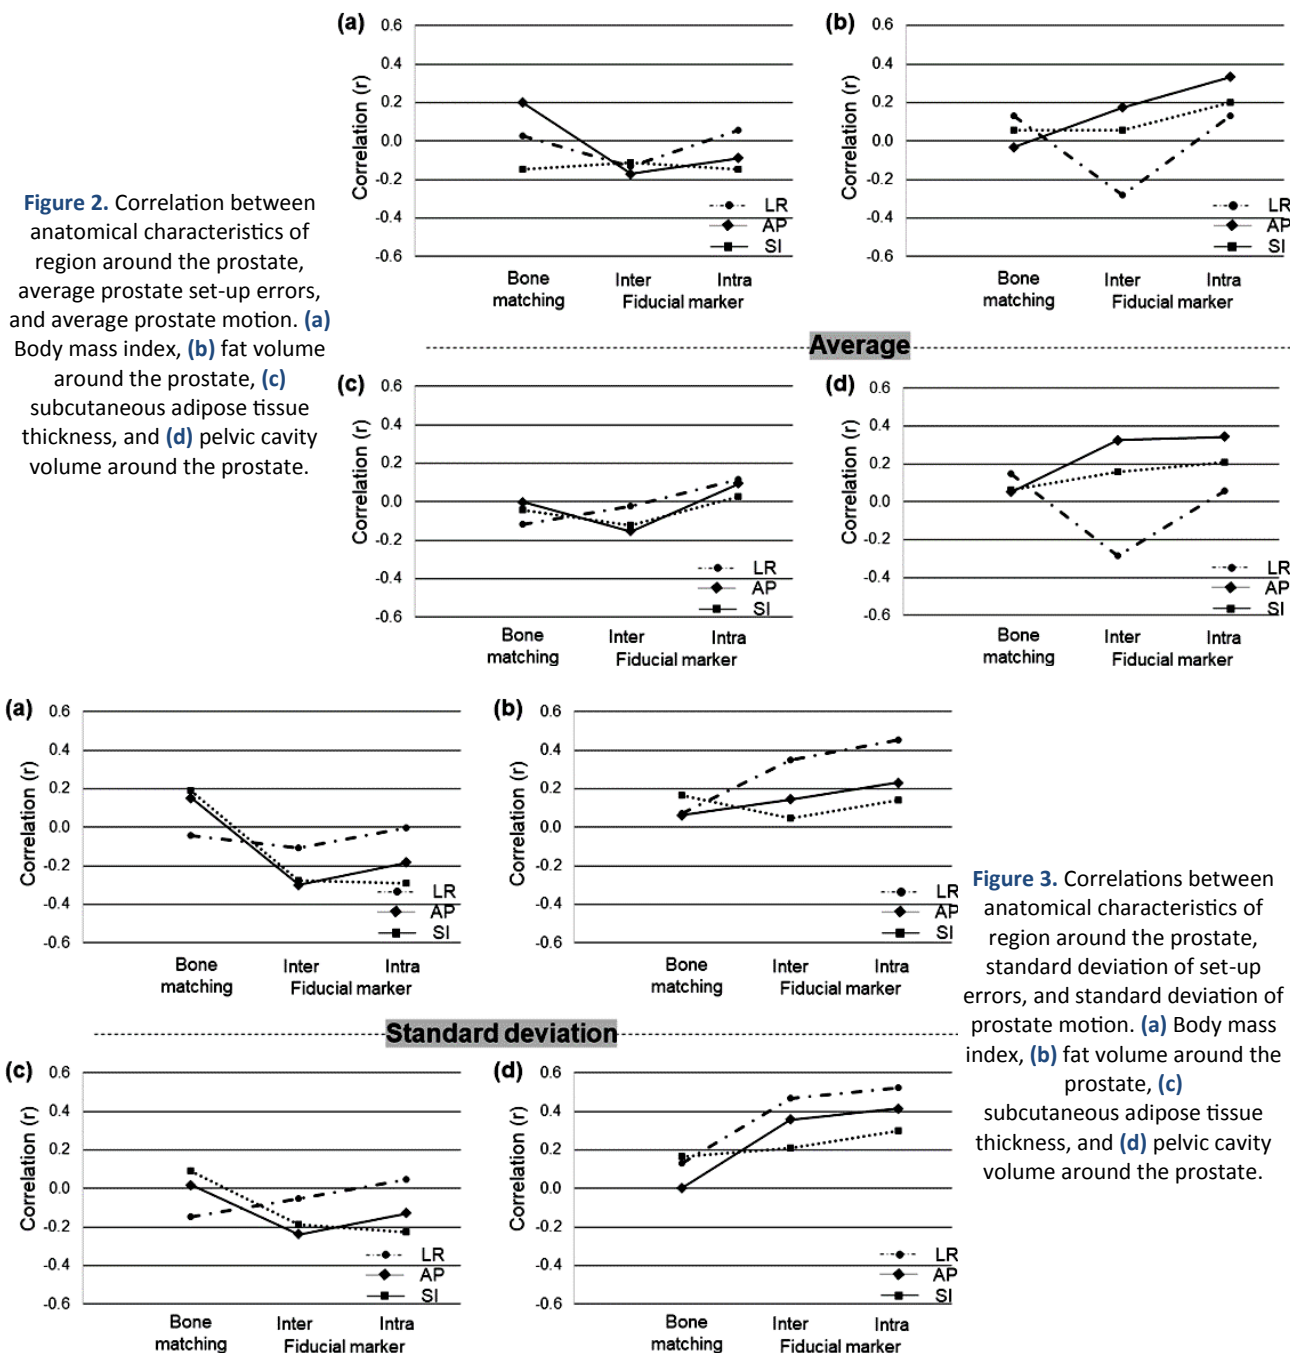 Figure 2. Correlation between
anatomical characteristics of
region around the prostate,
average prostate set-up errors,
and average prostate motion. (a)
Body mass index, (b) fat volume
around the prostate, (c)
subcutaneous adipose tissue
thickness, and (d) pelvic cavity
volume around the prostate.
(a)
Correlation (r)
0.6
0.4
0.2
0.0
-0.2
-0.4
-0.6
LR
AP
SI
Bone
matching
Inter
Intra
Fiducial marker
(b)
Correlation (r)
0.6
0.4
0.2
0.0
-0.2
-0.4
-0.6
LR
AP
SI
Bone
matching
Inter
Intra
Fiducial marker
Average
(c)
Correlation (r)
0.6
0.4
0.2
0.0
-0.2
-0.4
-0.6
LR
AP
SI
Bone
matching
Inter
Intra
Fiducial marker
(d)
Correlation (r)
0.6
0.4
0.2
0.0
-0.2
-0.4
-0.6
LR
AP
SI
Bone
matching
Inter
Intra
Fiducial marker
(a)
Correlation (r)
0.6
0.4
0.2
0.0
-0.2
-0.4
-0.6
LR
AP
SI
Bone
matching
Inter
Intra
Fiducial marker
(b)
Correlation (r)
0.6
0.4
0.2
0.0
-0.2
-0.4
-0.6
LR
AP
SI
Bone
matching
Inter
Intra
Fiducial marker
Standard deviation
(c)
Correlation (r)
0.6
0.4
0.2
0.0
-0.2
-0.4
-0.6
LR
AP
SI
Bone
matching
Inter
Intra
Fiducial marker
(d)
Correlation (r)
0.6
0.4
0.2
0.0
-0.2
-0.4
-0.6
LR
AP
SI
Bone
matching
Inter
Intra
Fiducial marker
Figure 3. Correlations between
anatomical characteristics of
region around the prostate,
standard deviation of set-up
errors, and standard deviation of
prostate motion. (a) Body mass
index, (b) fat volume around the
prostate, (c)
subcutaneous adipose tissue
thickness, and (d) pelvic cavity
volume around the prostate.